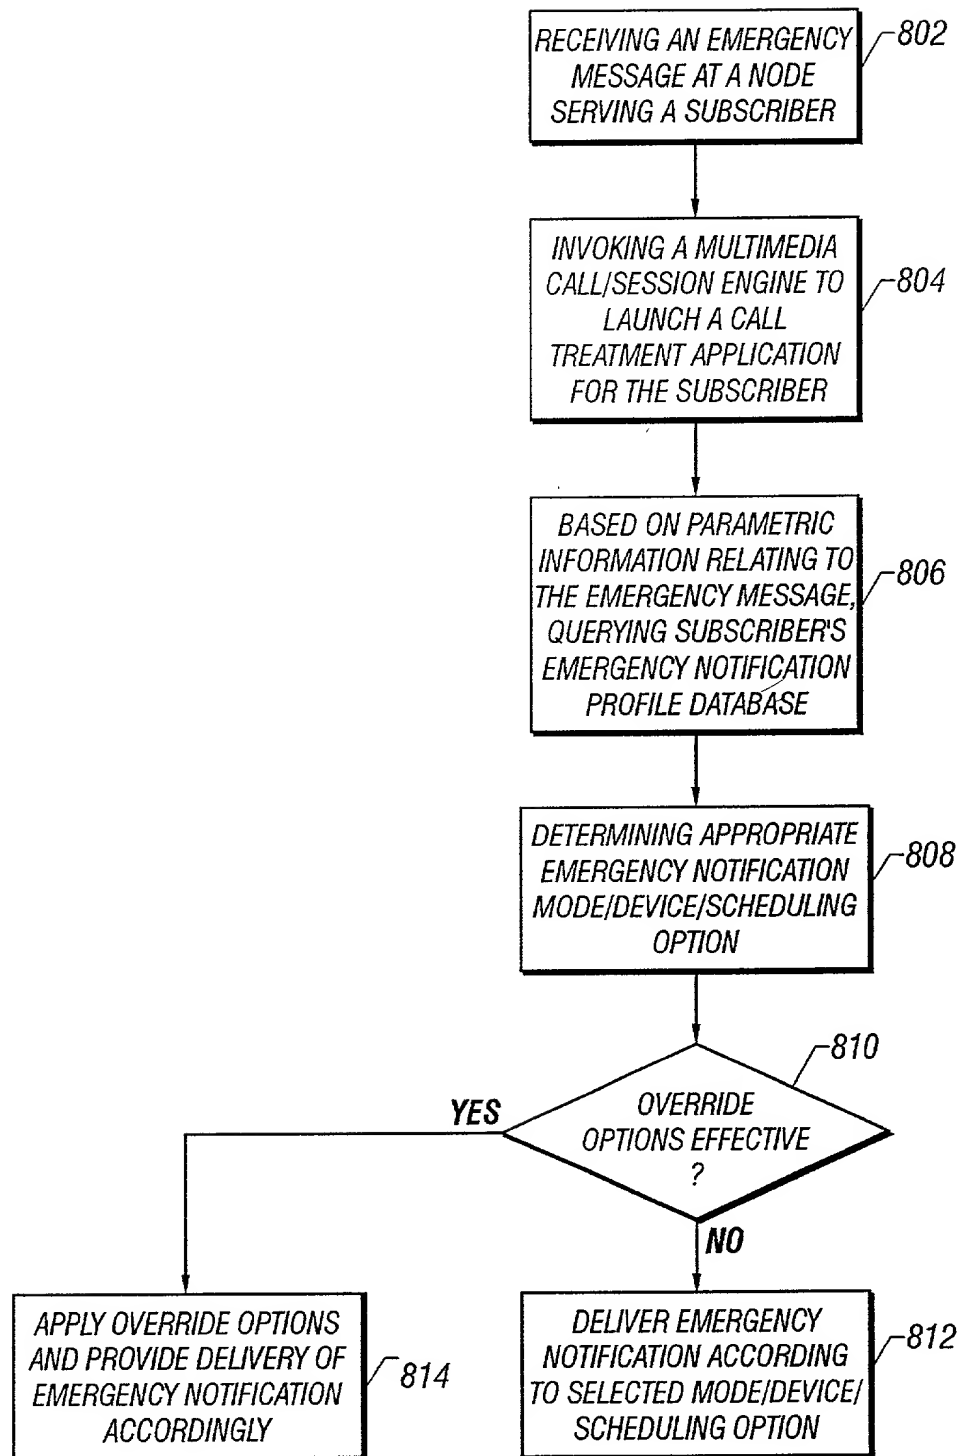 RECEIVING AN EMERGENCY
MESSAGE AT A NODE
SERVING A SUBSCRIBER
802
INVOKING A MULTIMEDIA
CALL/SESSION ENGINE TO
LAUNCH A CALL
TREATMENT APPLICATION
FOR THE SUBSCRIBER
804
BASED ON PARAMETRIC
INFORMATION RELATING TO
THE EMERGENCY MESSAGE,
QUERYING SUBSCRIBER'S
EMERGENCY NOTIFICATION
PROFILE DATABASE
806
DETERMINING APPROPRIATE
EMERGENCY NOTIFICATION
MODE/DEVICE/SCHEDULING
OPTION
808
810
OVERRIDE
OPTIONS EFFECTIVE
?
YES
NO
APPLY OVERRIDE OPTIONS
AND PROVIDE DELIVERY OF
EMERGENCY NOTIFICATION
ACCORDINGLY
814
DELIVER EMERGENCY
NOTIFICATION ACCORDING
TO SELECTED MODE/DEVICE/
SCHEDULING OPTION
812